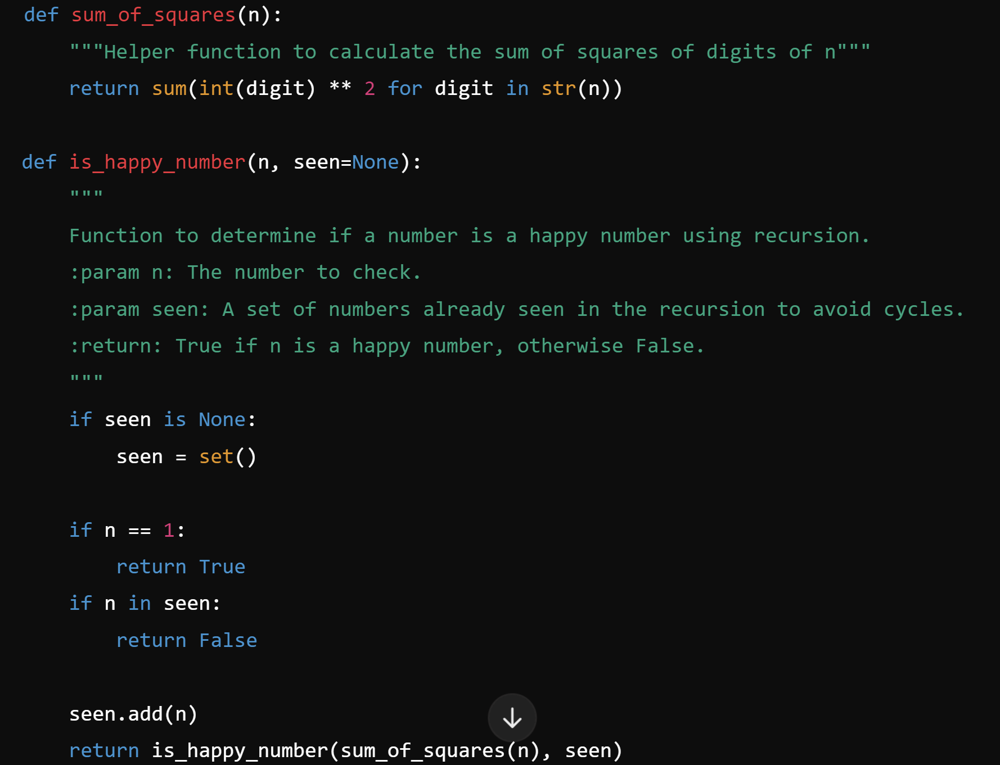 def sum_of_squares(n):
    """Helper function to calculate the sum of squares of digits of n"""
    return sum(int(digit) ** 2 for digit in str(n))

def is_happy_number(n, seen=None):
    """
    Function to determine if a number is a happy number using recursion.
    :param n: The number to check.
    :param seen: A set of numbers already seen in the recursion to avoid cycles.
    :return: True if n is a happy number, otherwise False.
    """
    if seen is None:
        seen = set()

    if n == 1:
        return True
    if n in seen:
        return False

    seen.add(n)
    return is_happy_number(sum_of_squares(n), seen)